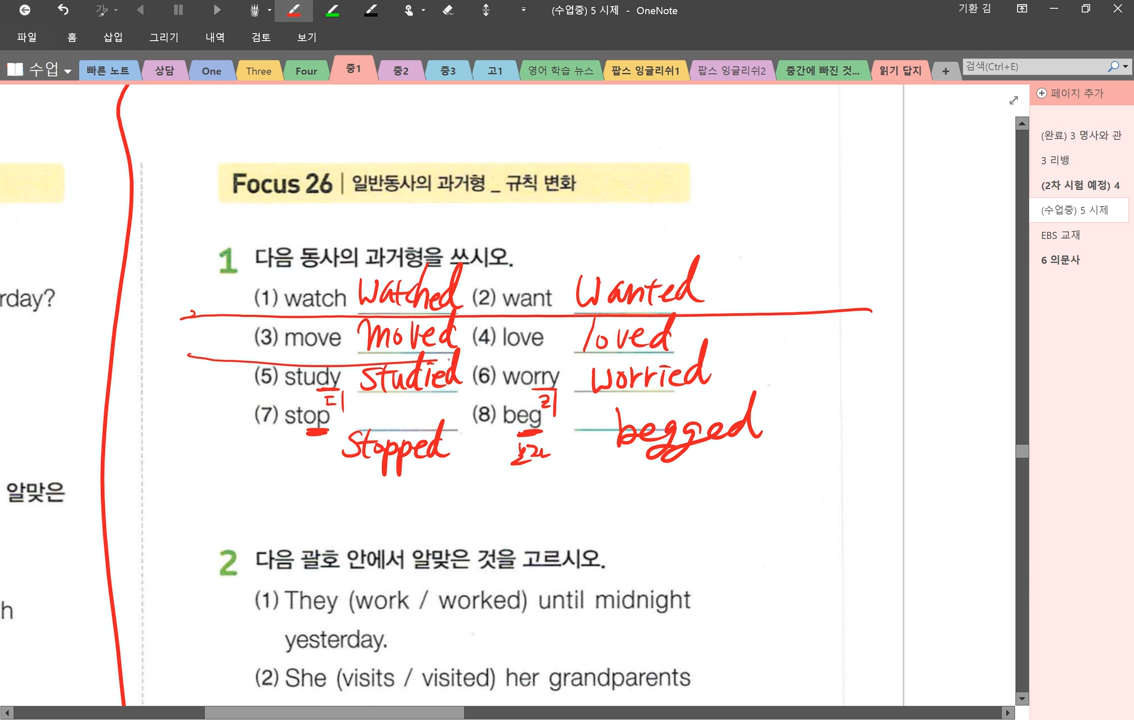 (수업중) 5 시제 - OneNote
기환 김
파일 홈 삽입 그리기 내역 검토 보기
수업 빠른 노트 상담 One Three Four 중1 중2 중3 고1 영어 학습 뉴스 팝스 잉글리쉬1 팝스 잉글리쉬2 중간에 빠진 것... 읽기 답지 + 검색(Ctrl+E)
페이지 추가
(완료) 3 명사와 관
3 리뱅
(2차 시험 예정) 4
(수업중) 5 시제
EBS 교재
6 의문사
rday?
알맞은
h
Focus 26 | 일반동사의 과거형 _ 규칙 변화
1 다음 동사의 과거형을 쓰시오.
(1) watch watched (2) want wanted
(3) move moved (4) love loved
(5) study studied (6) worry worried
(7) stop stopped (8) beg begged
2 다음 괄호 안에서 알맞은 것을 고르시오.
(1) They (work / worked) until midnight
yesterday.
(2) She (visits / visited) her grandparents